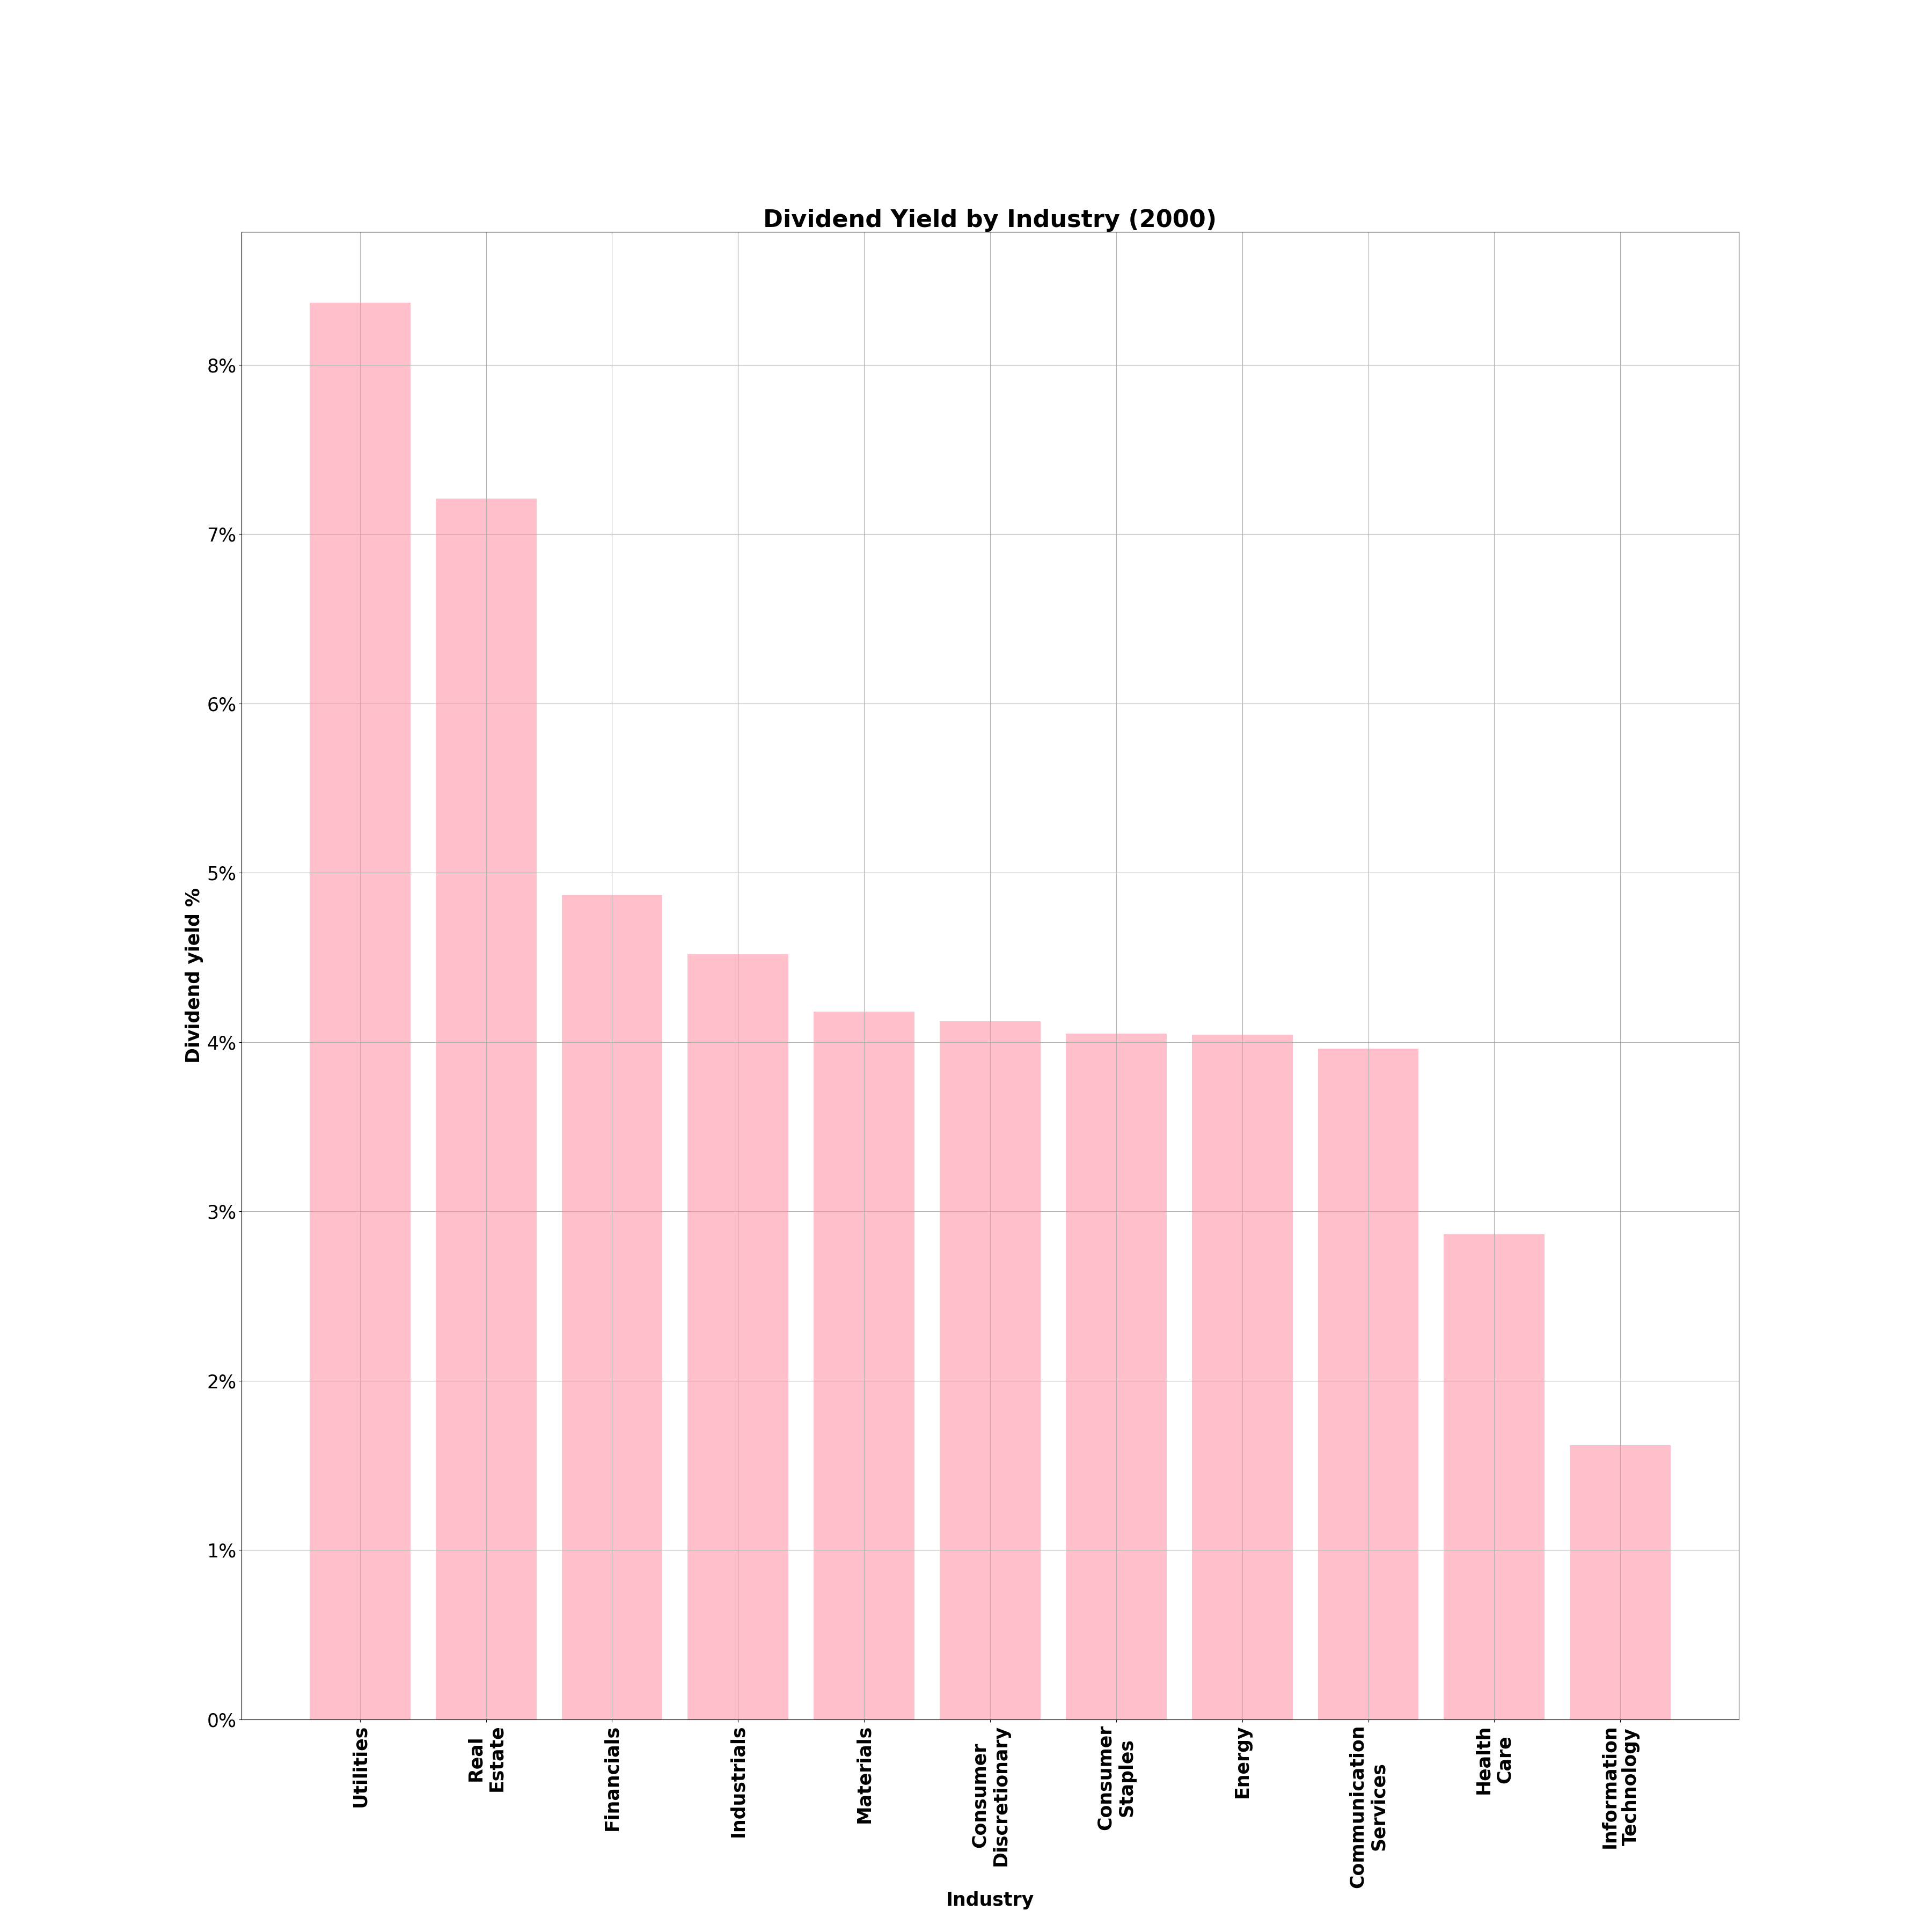 Dividend Yield by Industry (2000)
8%
7%
6%
5%
4%
3%
2%
1%
0%
Dividend yield %
Utilities
Real
Estate
Financials
Industrials
Materials
Consumer
Discretionary
Consumer
Staples
Energy
Communication
Services
Health
Care
Information
Technology
Industry